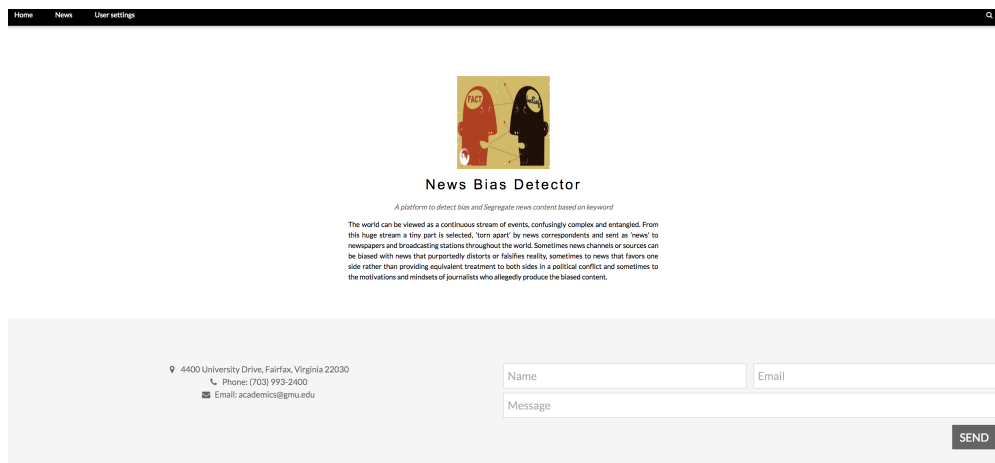 Home News User settings
FACT
News Bias Detector
A platform to detect bias and Segregate news content based on keyword
The world can be viewed as a continuous stream of events, confusingly complex and entangled. From
this huge stream a tiny part is selected, 'torn apart' by news correspondents and sent as 'news' to
newspapers and broadcasting stations throughout the world. Sometimes news channels or sources can
be biased with news that purportedly distorts or falsifies reality, sometimes to news that favors one
side rather than providing equivalent treatment to both sides in a political conflict and sometimes to
the motivations and mindsets of journalists who allegedly produce the biased content.
4400 University Drive, Fairfax, Virginia 22030
Phone: (703) 993-2400
Email: academics@gmu.edu
Name Email
Message
SEND